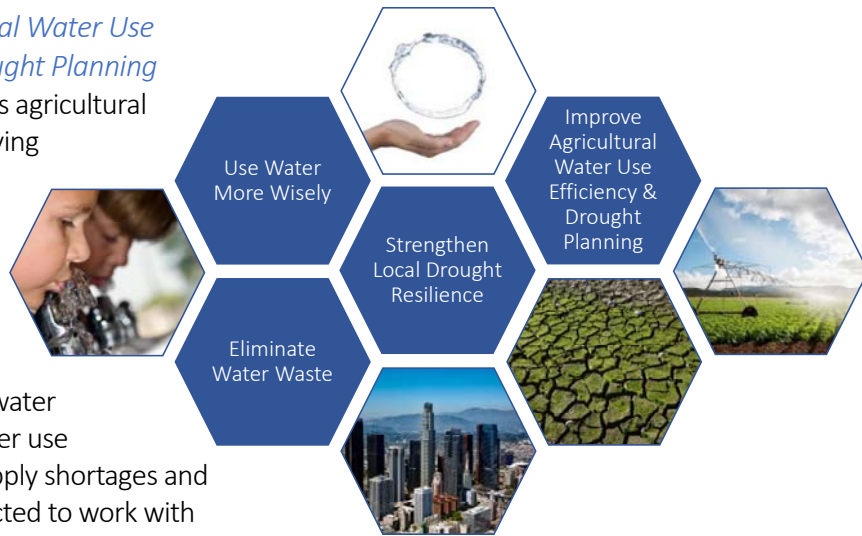 al Water Use
ught Planning
s agricultural
ving
Use Water
More Wisely
Improve
Agricultural
Water Use
Efficiency &
Drought
Planning
Strengthen
Local Drought
Resilience
Eliminate
Water Waste
water
er use
pply shortages and
cted to work with